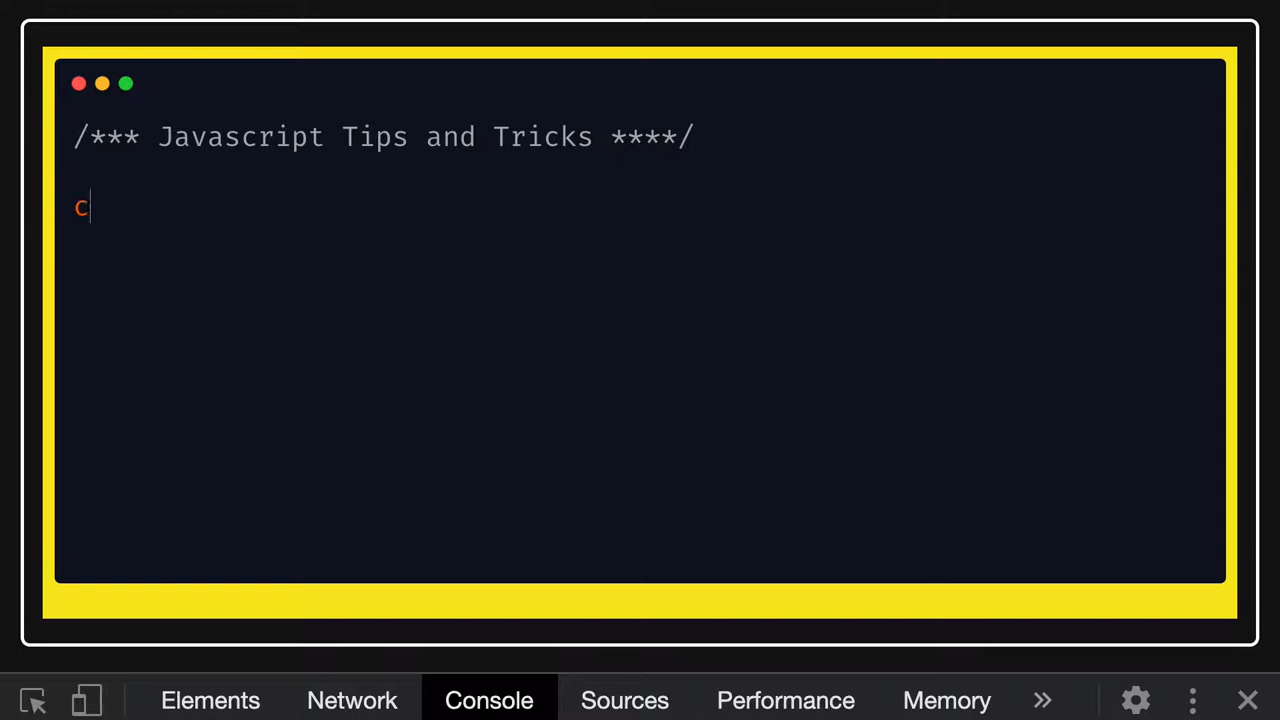 /*** Javascript Tips and Tricks ****/
c
Elements Network Console Sources Performance Memory »